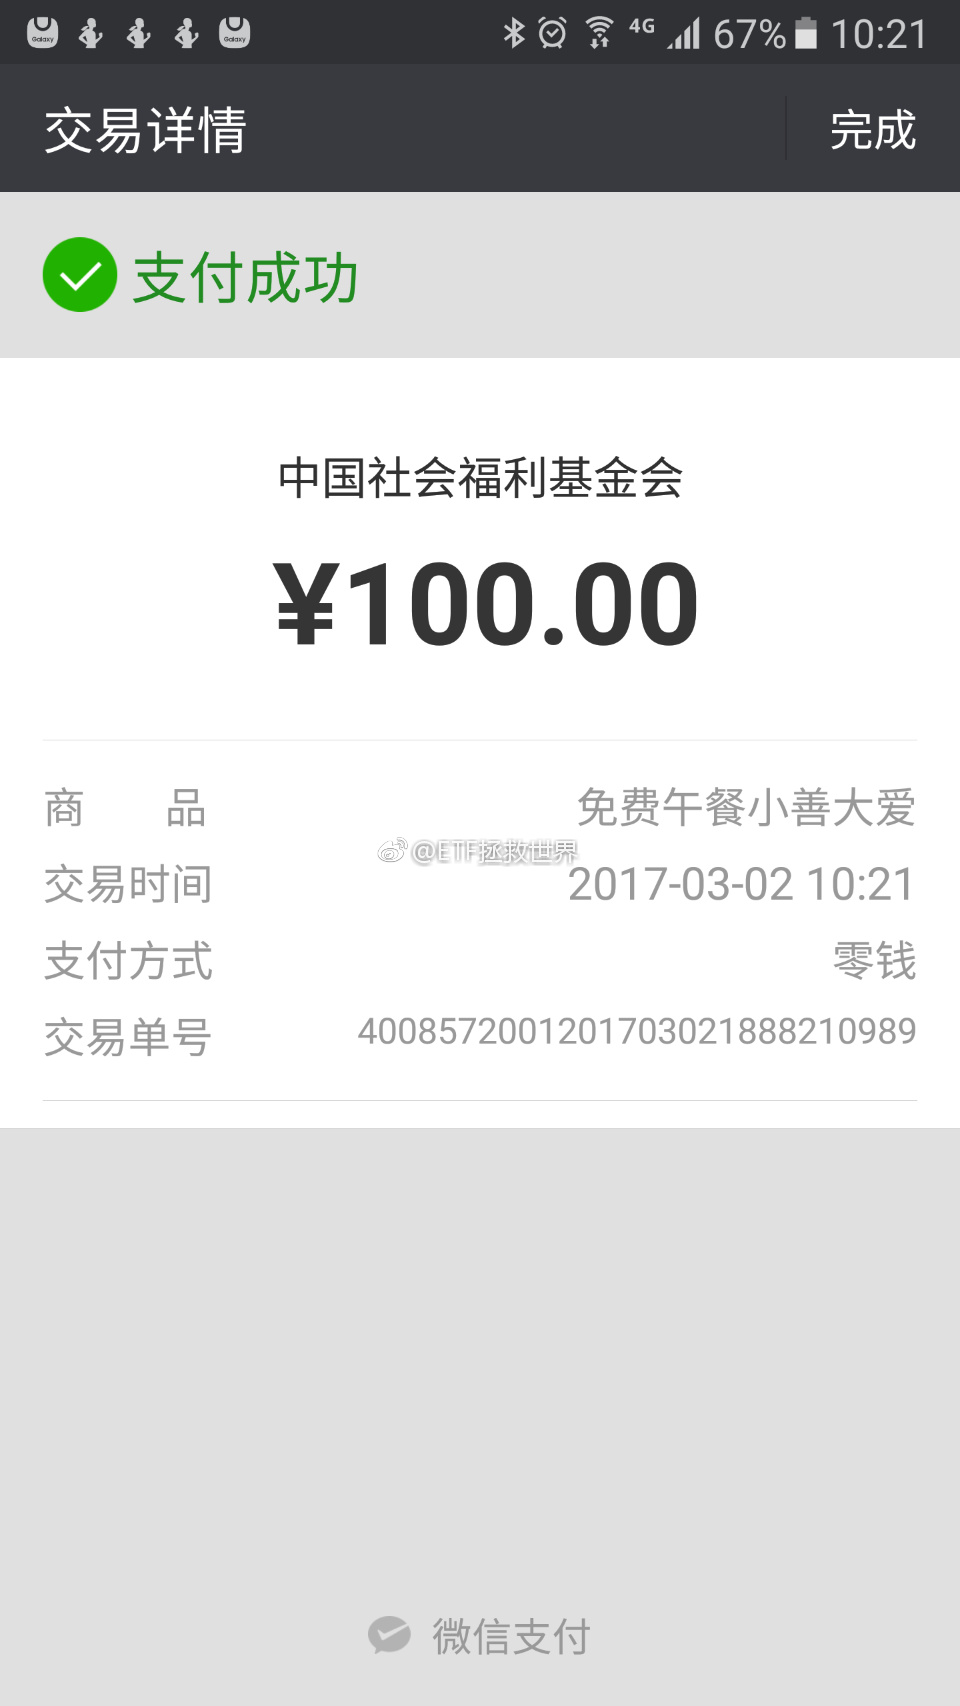 Galaxy Galaxy 4G 67% 10:21
交易详情 完成
支付成功
中国社会福利基金会
¥100.00
商品 免费午餐小善大爱
@ETF拯救世界
交易时间 2017-03-02 10:21
支付方式 零钱
交易单号 4008572001201703021888210989
微信支付